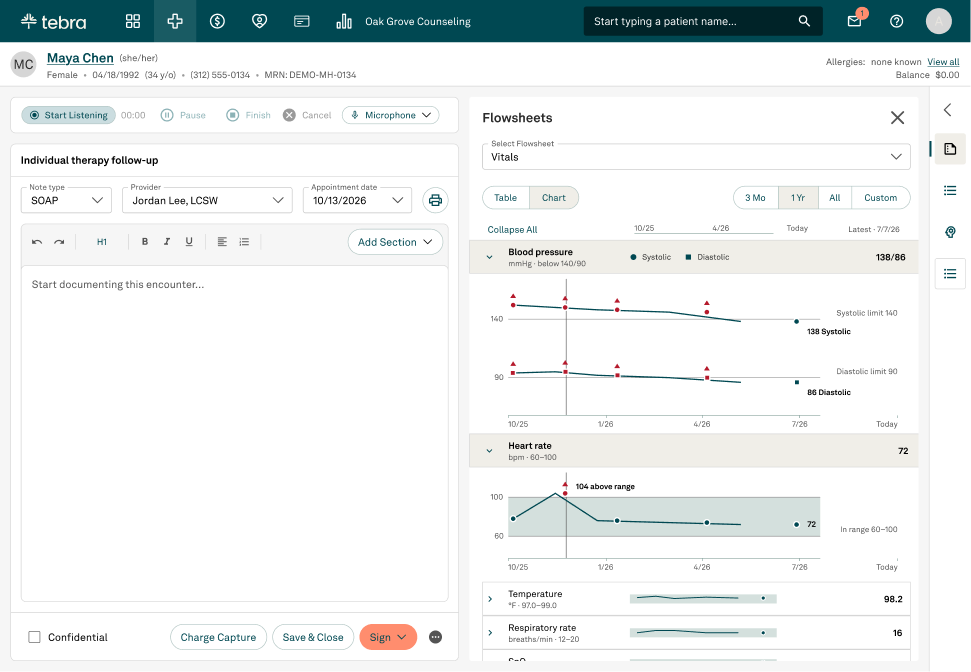 tebra
Oak Grove Counseling
Start typing a patient name...
1
A
MC
Maya Chen (she/her)
Female • 04/18/1992 (34 y/o) • (312) 555-0134 • MRN: DEMO-MH-0134
Allergies: none known View all
Balance $0.00
Start Listening 00:00 Pause Finish Cancel Microphone
Individual therapy follow-up
Note type
SOAP
Provider
Jordan Lee, LCSW
Appointment date
10/13/2026
H1 B I U
Add Section
Start documenting this encounter...
Confidential
Charge Capture
Save & Close
Sign
Flowsheets
Select Flowsheet
Vitals
Table Chart
3 Mo 1 Yr All Custom
Collapse All 10/25 4/26 Today Latest · 7/7/26
Blood pressure
mmHg · below 140/90
Systolic Diastolic
138/86
140
Systolic limit 140
138 Systolic
90
Diastolic limit 90
86 Diastolic
10/25 1/26 4/26 7/26 Today
Heart rate
bpm · 60–100
72
104 above range
100
72
In range 60–100
60
10/25 1/26 4/26 7/26 Today
Temperature
°F · 97.0–99.0
98.2
Respiratory rate
breaths/min · 12–20
16